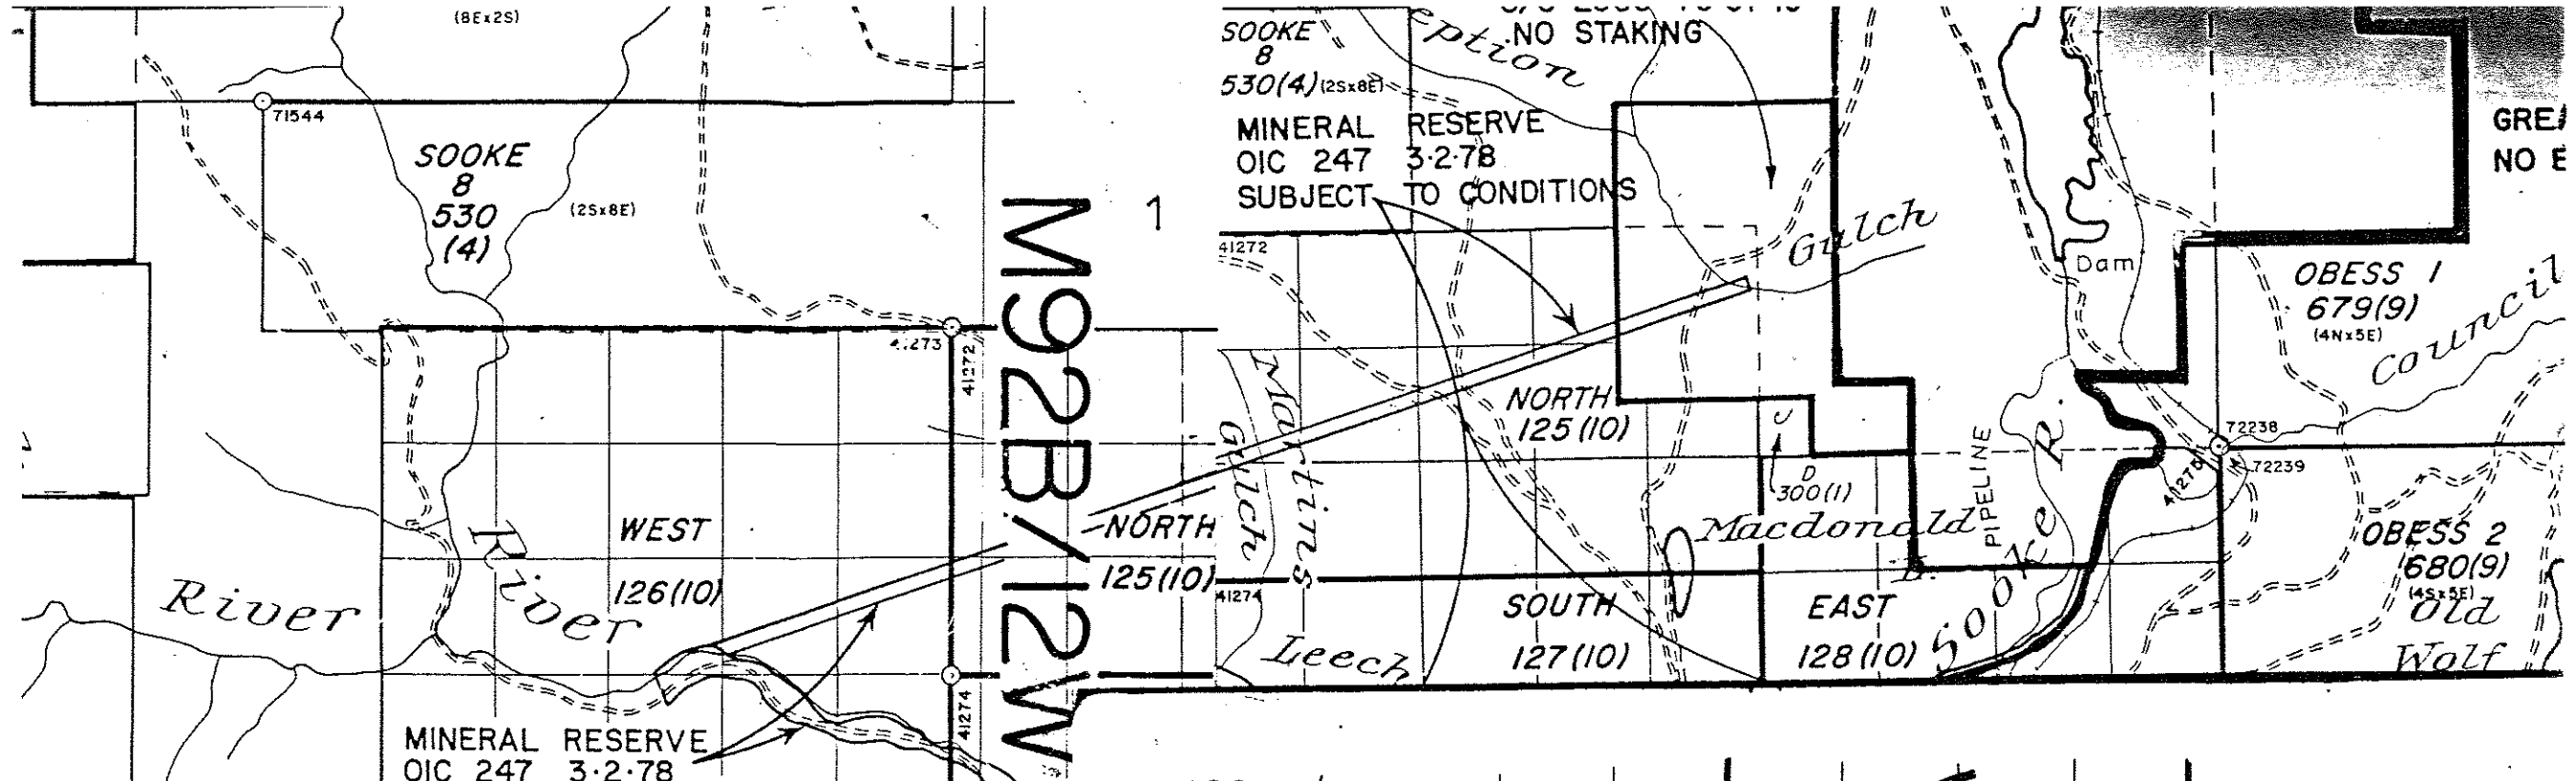 (8Ex2S)
71544
SOOKE
8
530
(4)
(2Sx8E)
41273
41272
WEST
126(10)
River
River
MINERAL RESERVE
OIC 247 3·2·78
41274
M92B/12W
1
NORTH
125(10)
SOOKE
8
530(4) (2Sx8E)
eption
NO STAKING
MINERAL RESERVE
OIC 247 3·2·78
SUBJECT TO CONDITIONS
41272
Gulch
Martins
Gulch
NORTH
125(10)
D
300(1)
Macdonald
L.
PIPELINE
Sooke R.
41274
Leech
SOUTH
127(10)
EAST
128(10)
Dam
GREA
NO E
OBESS 1
679(9)
(4Nx5E)
Council
72238
72239
41275
OBESS 2
680(9)
(4Sx5E)
Old
Wolf